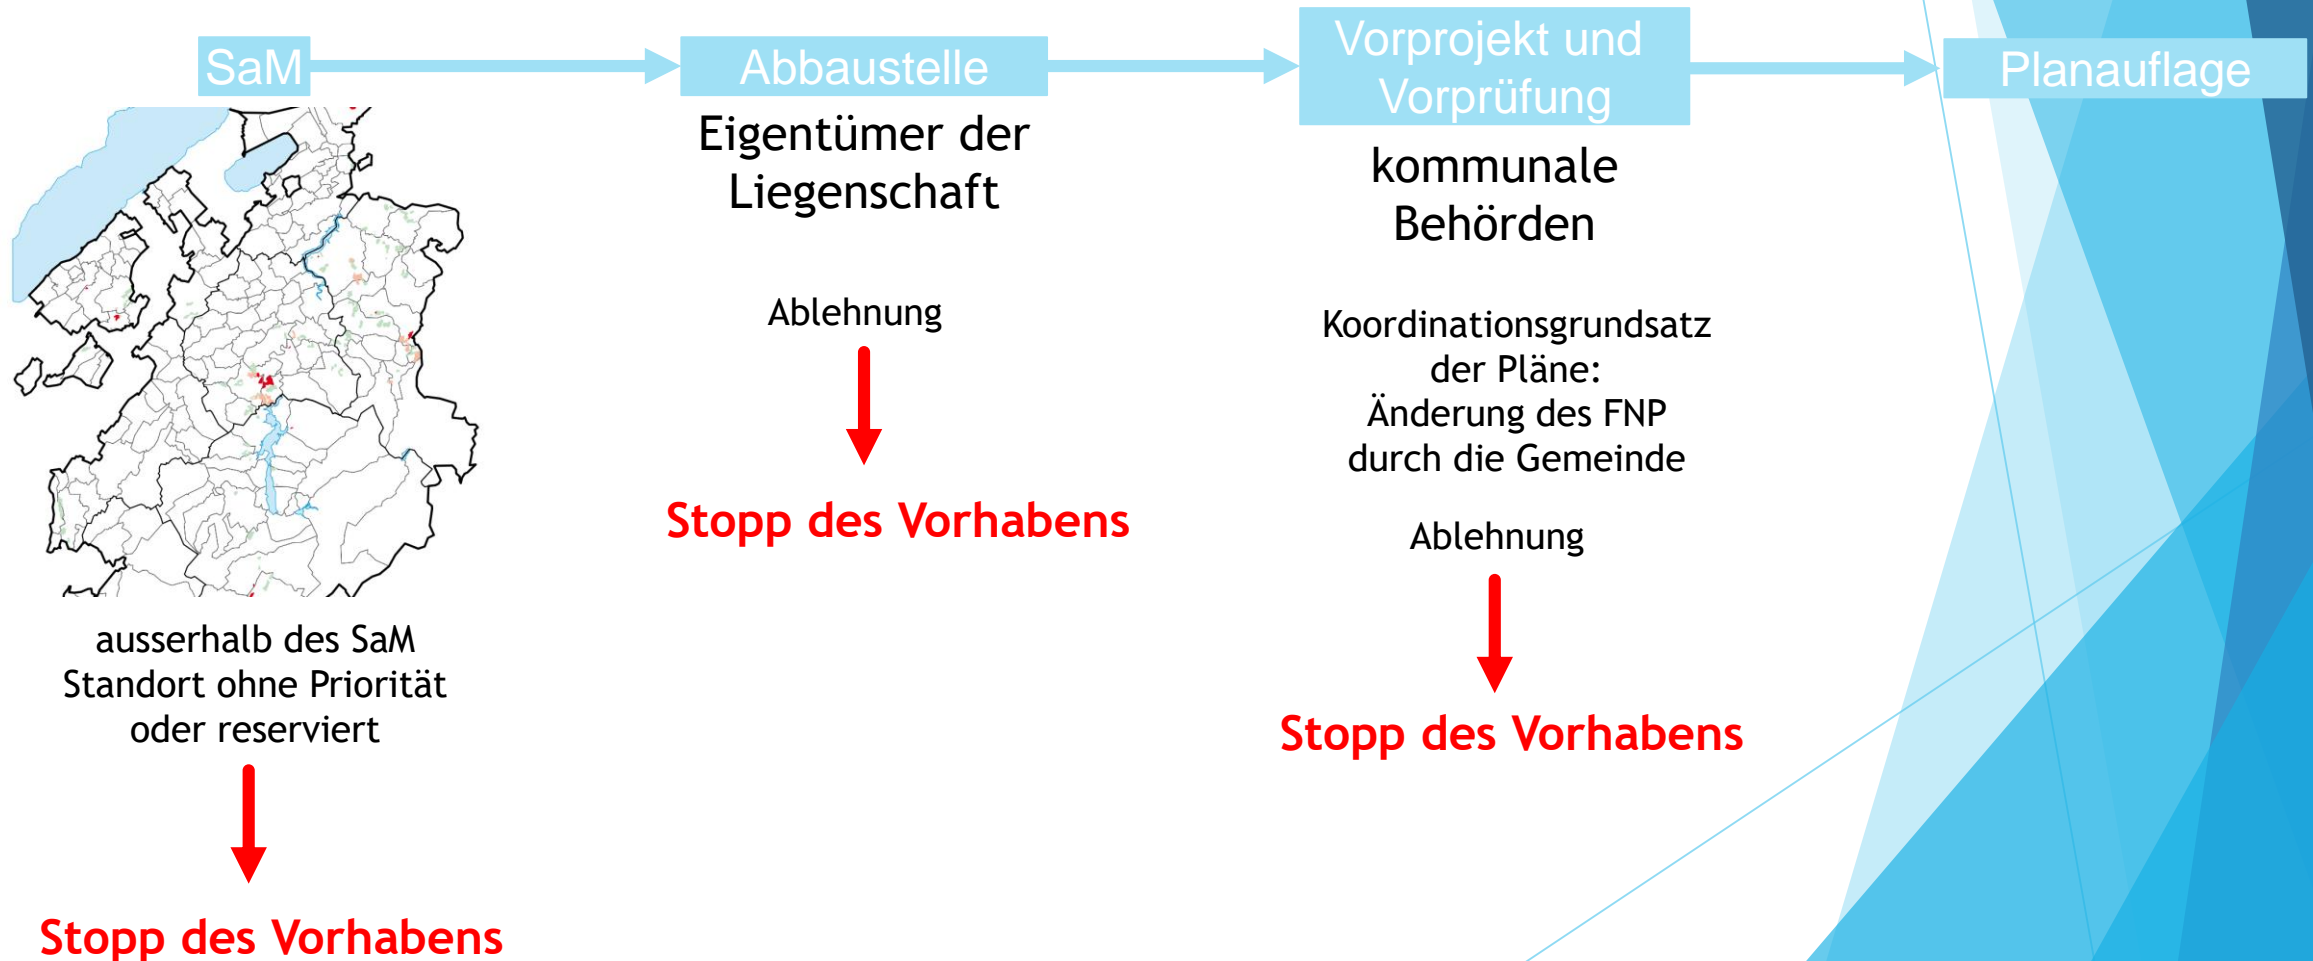 SaM
Abbaustelle
Vorprojekt und
Vorprüfung
Planauflage
ausserhalb des SaM
Standort ohne Priorität
oder reserviert
Stopp des Vorhabens
Eigentümer der
Liegenschaft
Ablehnung
Stopp des Vorhabens
kommunale
Behörden
Koordinationsgrundsatz
der Pläne:
Änderung des FNP
durch die Gemeinde
Ablehnung
Stopp des Vorhabens